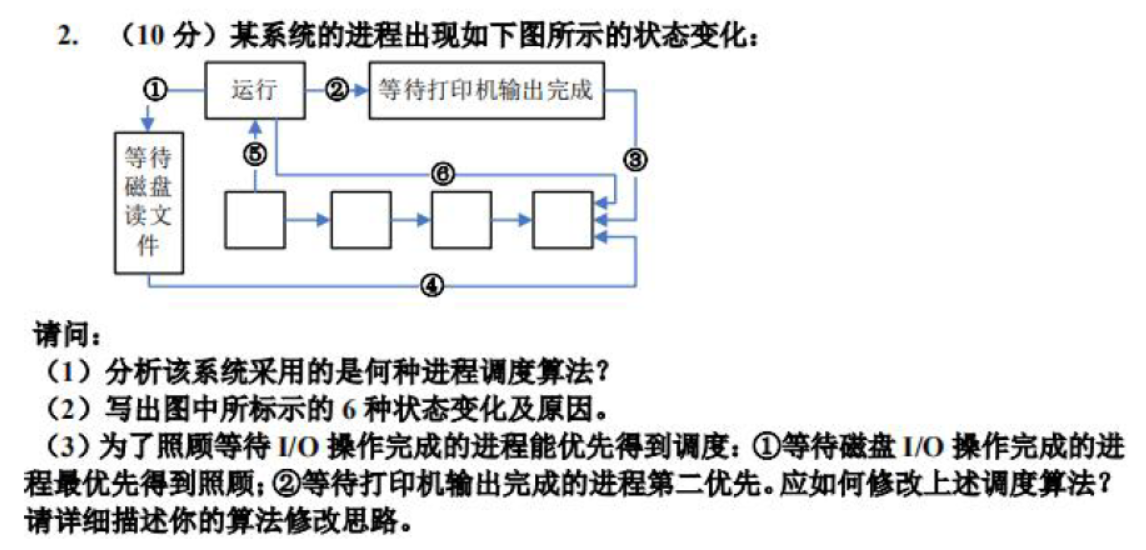 2. （10 分）某系统的进程出现如下图所示的状态变化：
① 运行 ② 等待打印机输出完成
等待
磁盘
读文
件
⑤
⑥
③
④
请问：
（1）分析该系统采用的是何种进程调度算法？
（2）写出图中所标示的 6 种状态变化及原因。
（3）为了照顾等待 I/O 操作完成的进程能优先得到调度：①等待磁盘 I/O 操作完成的进
程最优先得到照顾；②等待打印机输出完成的进程第二优先。应如何修改上述调度算法？
请详细描述你的算法修改思路。